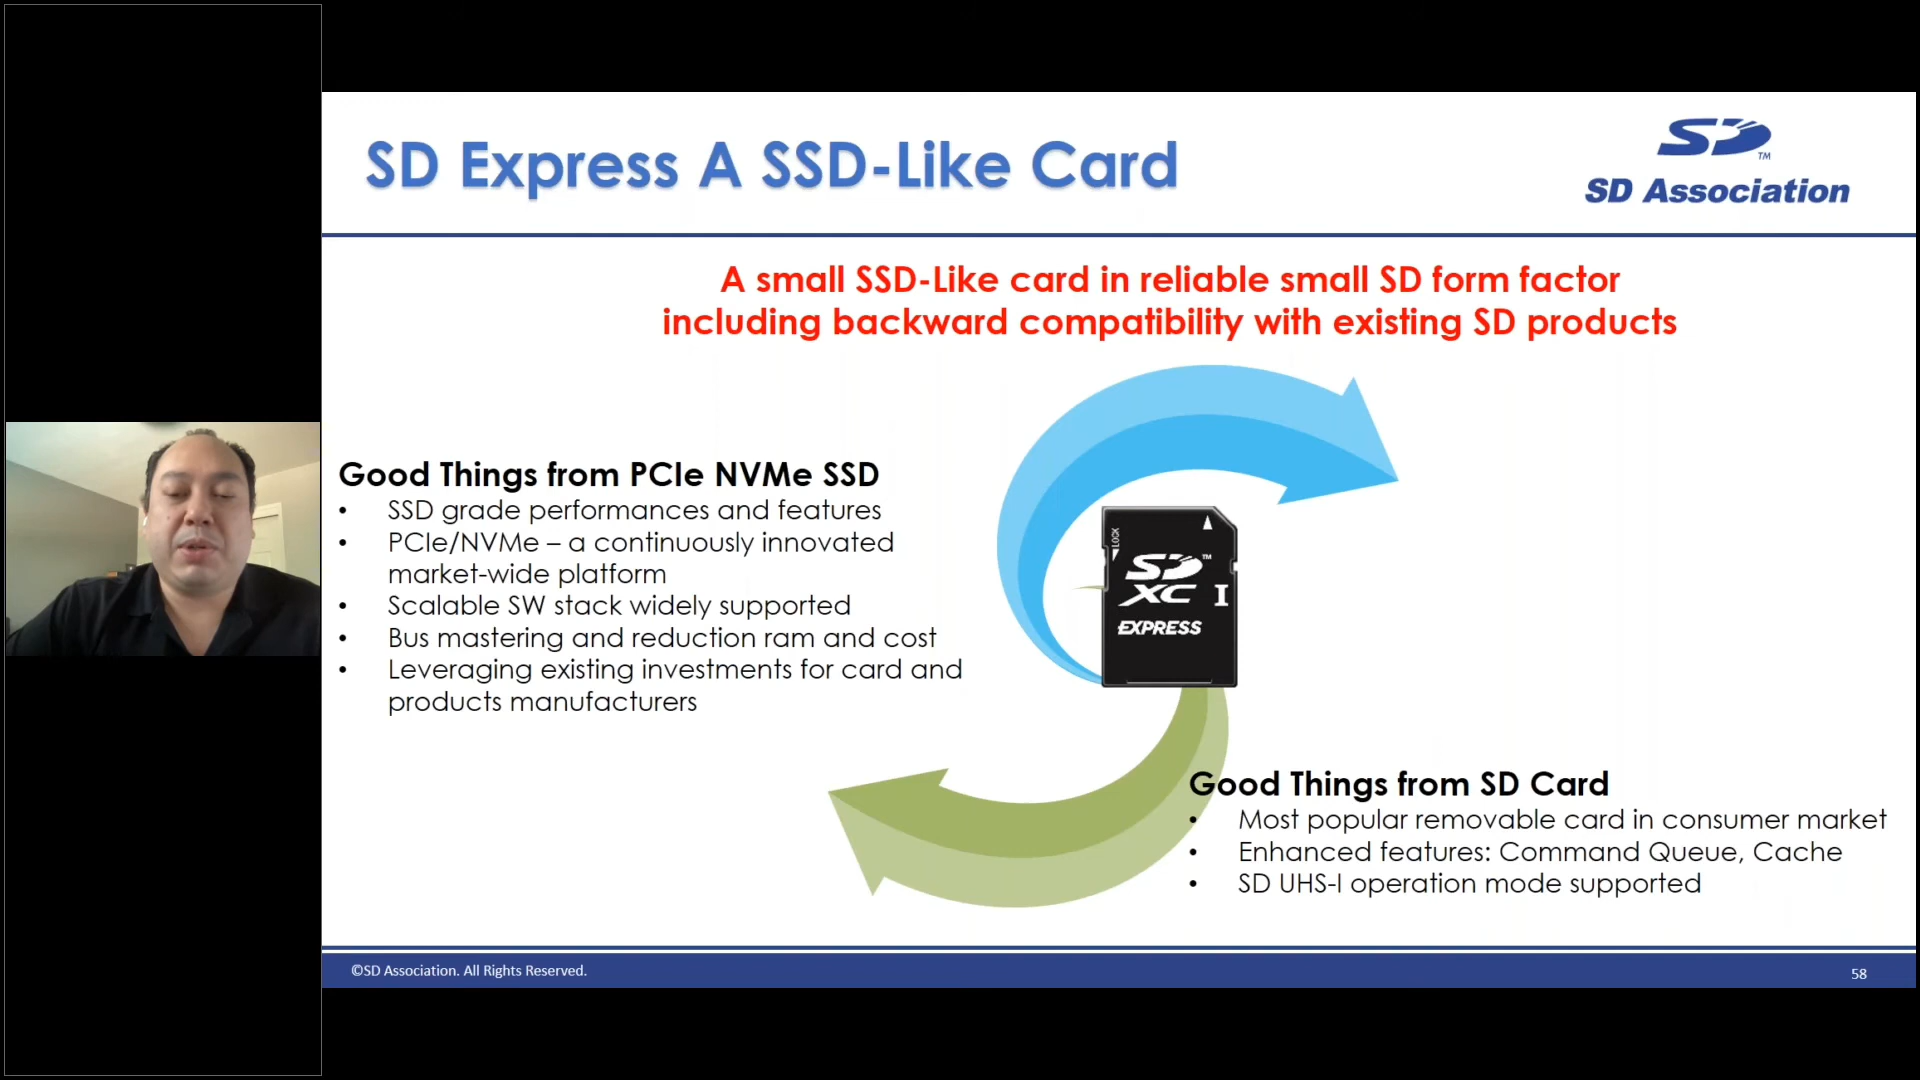 SD Express A SSD-Like Card
SD
TM
SD Association
A small SSD-Like card in reliable small SD form factor
including backward compatibility with existing SD products
Good Things from PCIe NVMe SSD
• SSD grade performances and features
• PCIe/NVMe – a continuously innovated
market-wide platform
• Scalable SW stack widely supported
• Bus mastering and reduction ram and cost
• Leveraging existing investments for card and
products manufacturers
LOCK
SD™
XC I
EXPRESS
Good Things from SD Card
• Most popular removable card in consumer market
• Enhanced features: Command Queue, Cache
• SD UHS-I operation mode supported
©SD Association. All Rights Reserved.
58